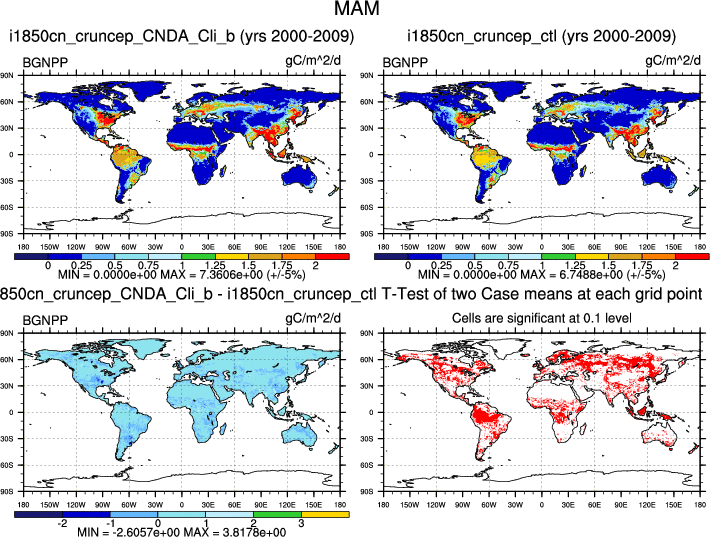 MAM
i1850cn_cruncep_CNDA_Cli_b (yrs 2000-2009)
i1850cn_cruncep_ctl (yrs 2000-2009)
BGNPP gC/m^2/d
BGNPP gC/m^2/d
90N
60N
30N
0
30S
60S
90S
180 150W 120W 90W 60W 30W 0 30E 60E 90E 120E 150E 180
0 0.25 0.5 0.75 1 1.25 1.5 1.75 2
MIN = 0.0000e+00 MAX = 7.3606e+00 (+/-5%)
90N
60N
30N
0
30S
60S
90S
180 150W 120W 90W 60W 30W 0 30E 60E 90E 120E 150E 180
0 0.25 0.5 0.75 1 1.25 1.5 1.75 2
MIN = 0.0000e+00 MAX = 6.7488e+00 (+/-5%)
850cn_cruncep_CNDA_Cli_b - i1850cn_cruncep_ctl T-Test of two Case means at each grid point
BGNPP gC/m^2/d
Cells are significant at 0.1 level
90N
60N
30N
0
30S
60S
90S
180 150W 120W 90W 60W 30W 0 30E 60E 90E 120E 150E 180
-2 -1 0 1 2 3
MIN = -2.6057e+00 MAX = 3.8178e+00
90N
60N
30N
0
30S
60S
90S
180 150W 120W 90W 60W 30W 0 30E 60E 90E 120E 150E 180